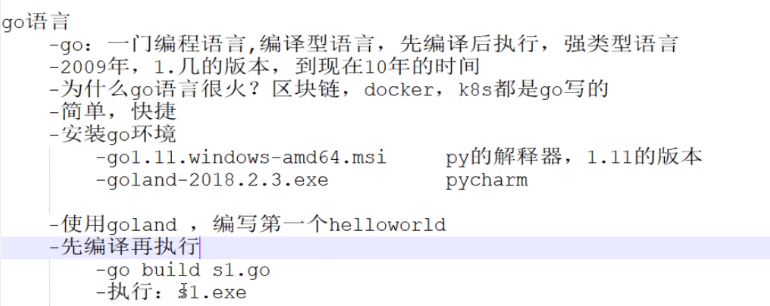 go语言
-go：一门编程语言,编译型语言，先编译后执行，强类型语言
-2009年，1.几的版本，到现在10年的时间
-为什么go语言很火？区块链，docker，k8s都是go写的
-简单，快捷
-安装go环境
-go1.11.windows-amd64.msi py的解释器，1.11的版本
-goland-2018.2.3.exe pycharm
-使用goland ，编写第一个helloworld
-先编译再执行
-go build s1.go
-执行：s1.exe